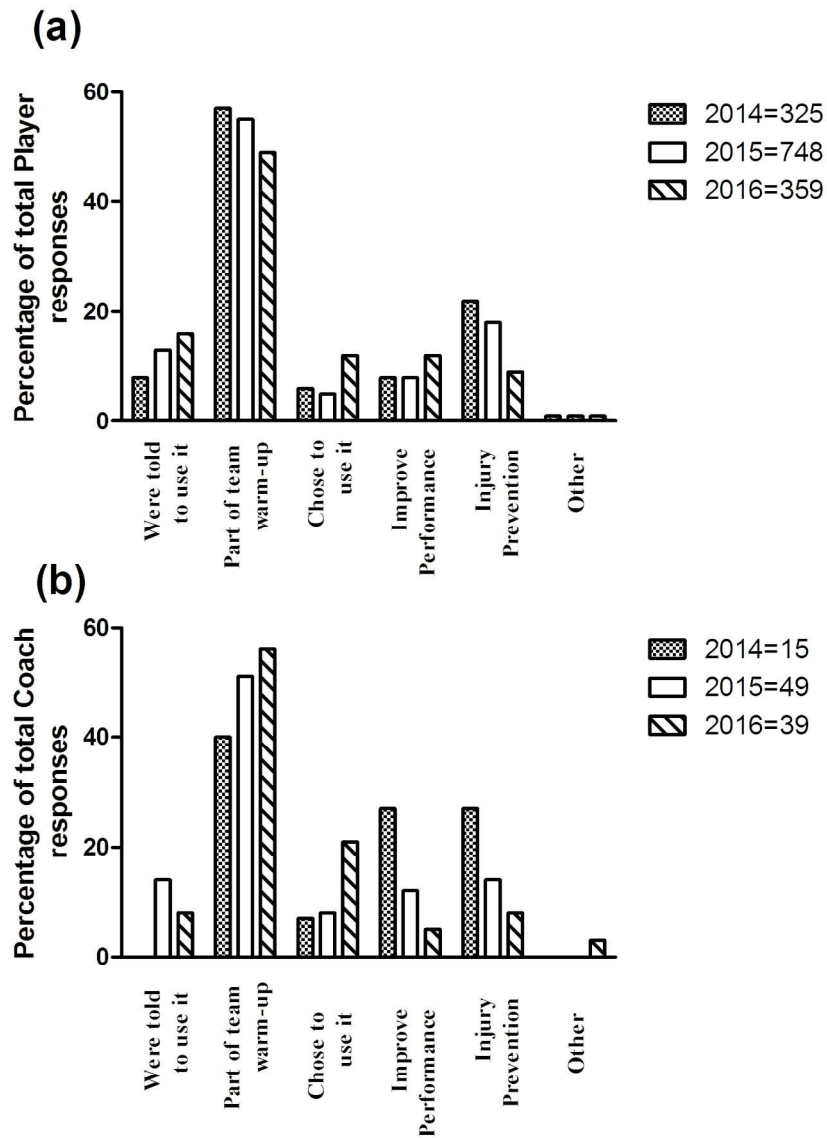 (a)
Percentage of total Player
responses
60
40
20
0
Were told
to use it
Part of team
warm-up
Chose to
use it
Improve
Performance
Injury
Prevention
Other
2014=325
2015=748
2016=359
(b)
Percentage of total Coach
responses
60
40
20
0
Were told
to use it
Part of team
warm-up
Chose to
use it
Improve
Performance
Injury
Prevention
Other
2014=15
2015=49
2016=39